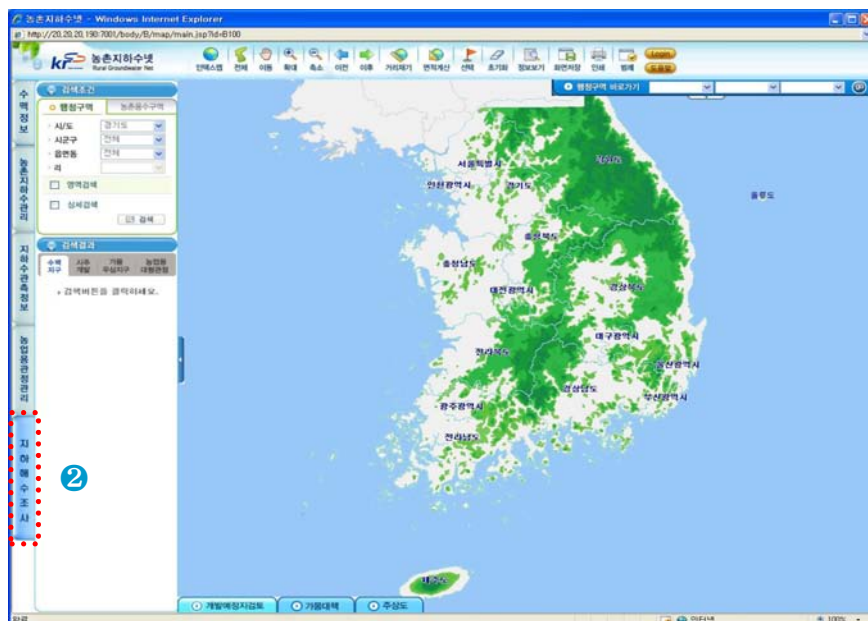 농촌지하수넷 - Windows Internet Explorer
http://20.20.20.190:7001/body/B/map/main.jsp?id=B100
농촌지하수넷
Rural Groundwater Net
인덱스맵 전체 이동 확대 축소 이전 이후 거리재기 면적계산 선택 초기화 정보보기 화면저장 인쇄 범례
Login
도움말
행정구역 바로가기
GO
수맥정보
농촌지하수관리
지하수관측정보
농업용관정관리
지하해수조사
2
검색조건
행정구역 농촌용수구역
시/도 경기도
시군구 전체
읍면동 전체
리
영역검색
상세검색
검색
검색결과
수맥지구 시추개발 가뭄우심지구 농업용대형관정
검색버튼을 클릭하세요.
서울특별시
강원도
인천광역시
경기도
울릉도
충청북도
충청남도
대전광역시
경상북도
대구광역시
전라북도
울산광역시
경상남도
부산광역시
광주광역시
전라남도
제주도
개발예정지검토 가뭄대책 주상도
완료
인터넷
100%